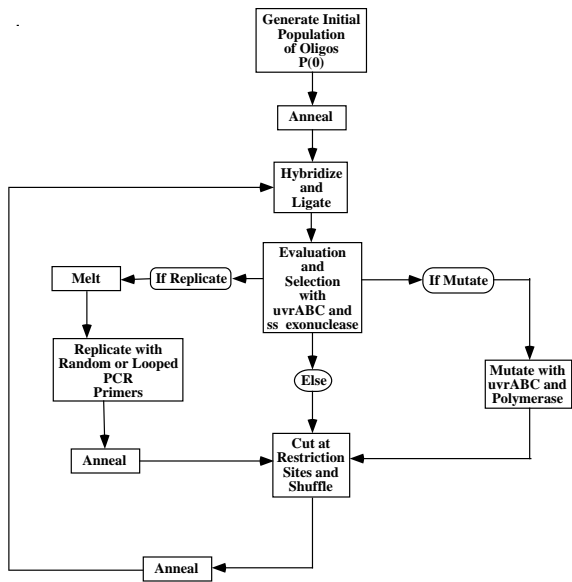 Generate Initial
Population
of Oligos
P(0)
Anneal
Hybridize
and
Ligate
Evaluation
and
Selection
with
uvrABC and
ss exonuclease
If Replicate
Melt
If Mutate
Replicate with
Random or Looped
PCR
Primers
Else
Mutate with
uvrABC and
Polymerase
Anneal
Cut at
Restriction
Sites and
Shuffle
Anneal